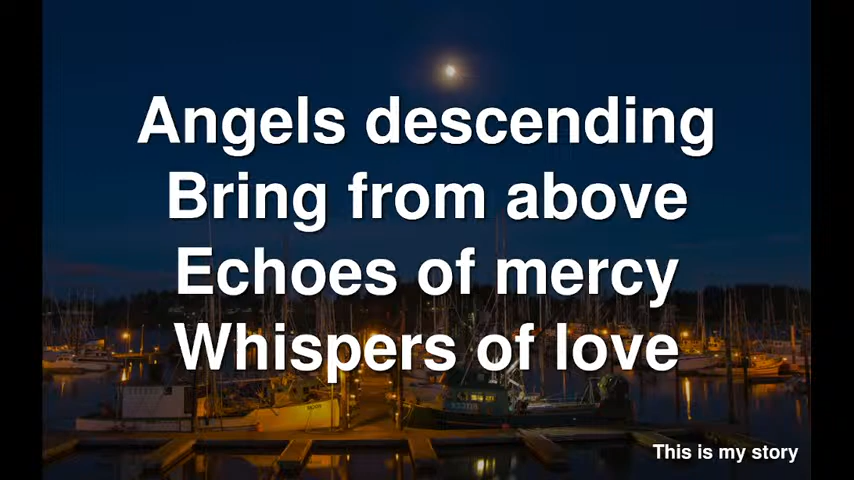 Angels descending
Bring from above
Echoes of mercy
Whispers of love
This is my story